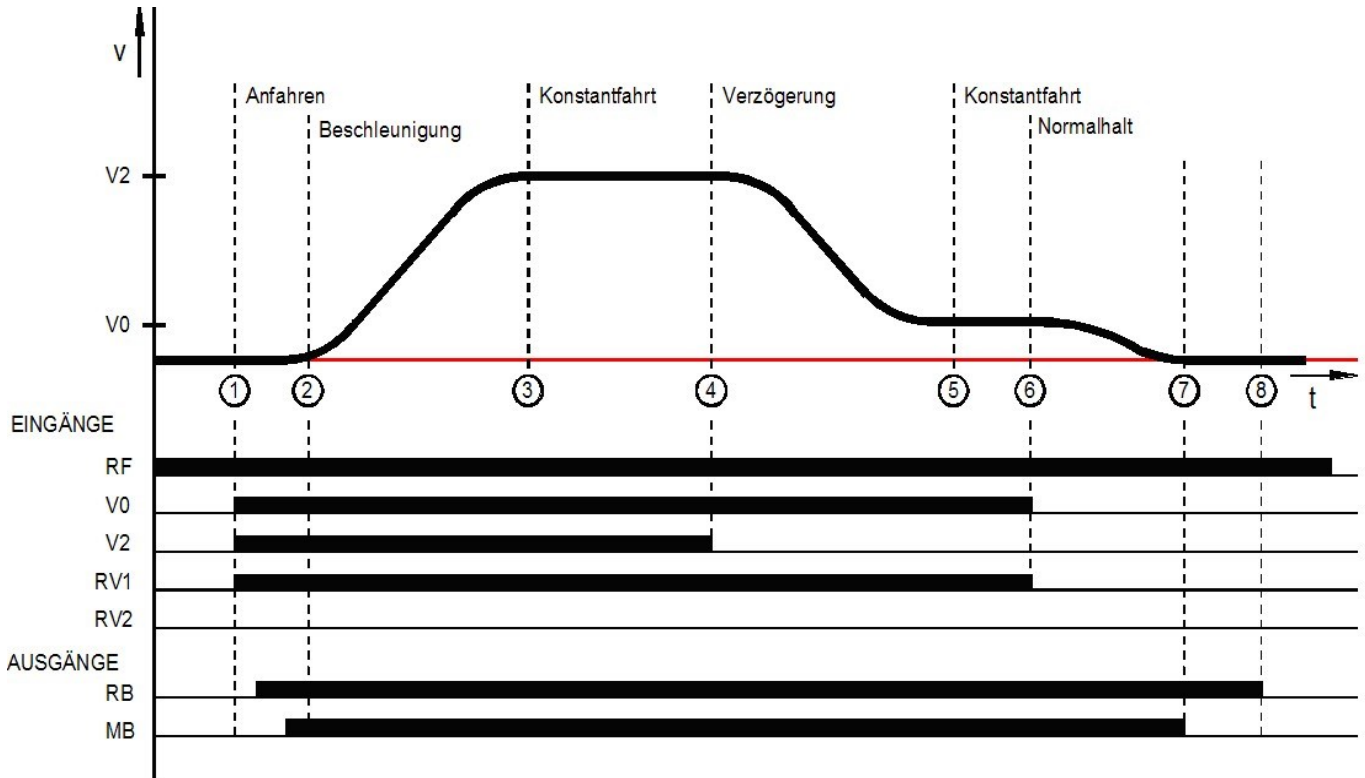 v
Anfahren
Konstantfahrt
Verzögerung
Konstantfahrt
Beschleunigung
Normalhalt
V2
V0
1 2 3 4 5 6 7 8
t
EINGÄNGE
RF
V0
V2
RV1
RV2
AUSGÄNGE
RB
MB